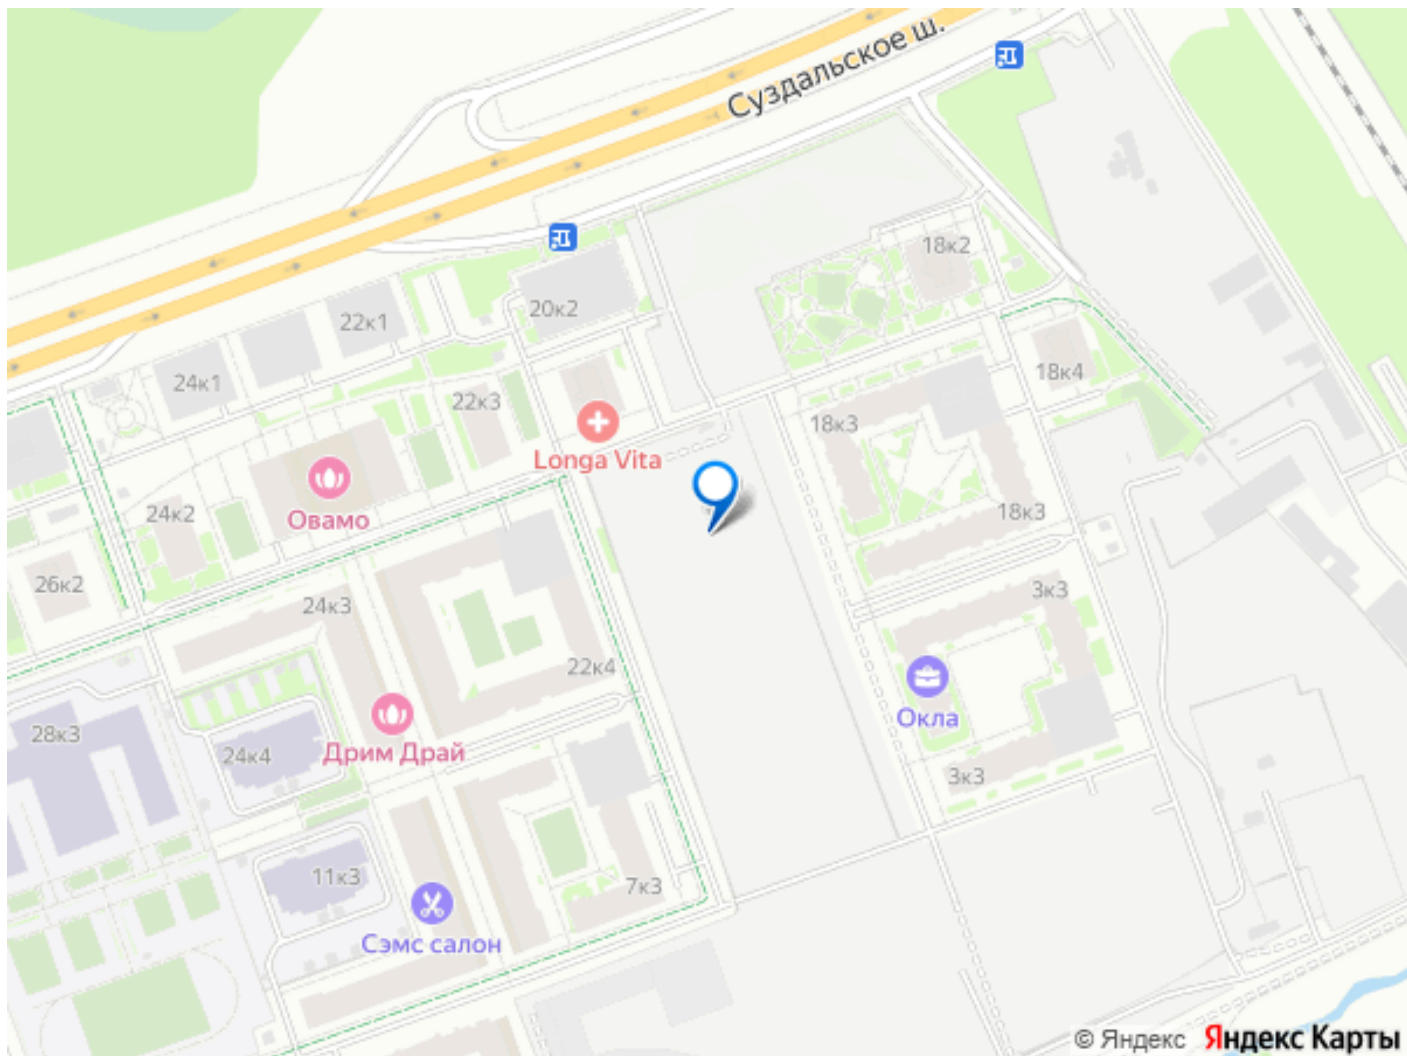 Суздальское ш.
18к2
20к2
22к1
18к4
24к1
22к3
18к3
Longa Vita
18к3
24к2
Овамо
26к2
3к3
24к3
22к4
Окла
28к3
24к4
Дрим Драй
3к3
11к3
7к3
Сэмс салон
© Яндекс Яндекс Карты